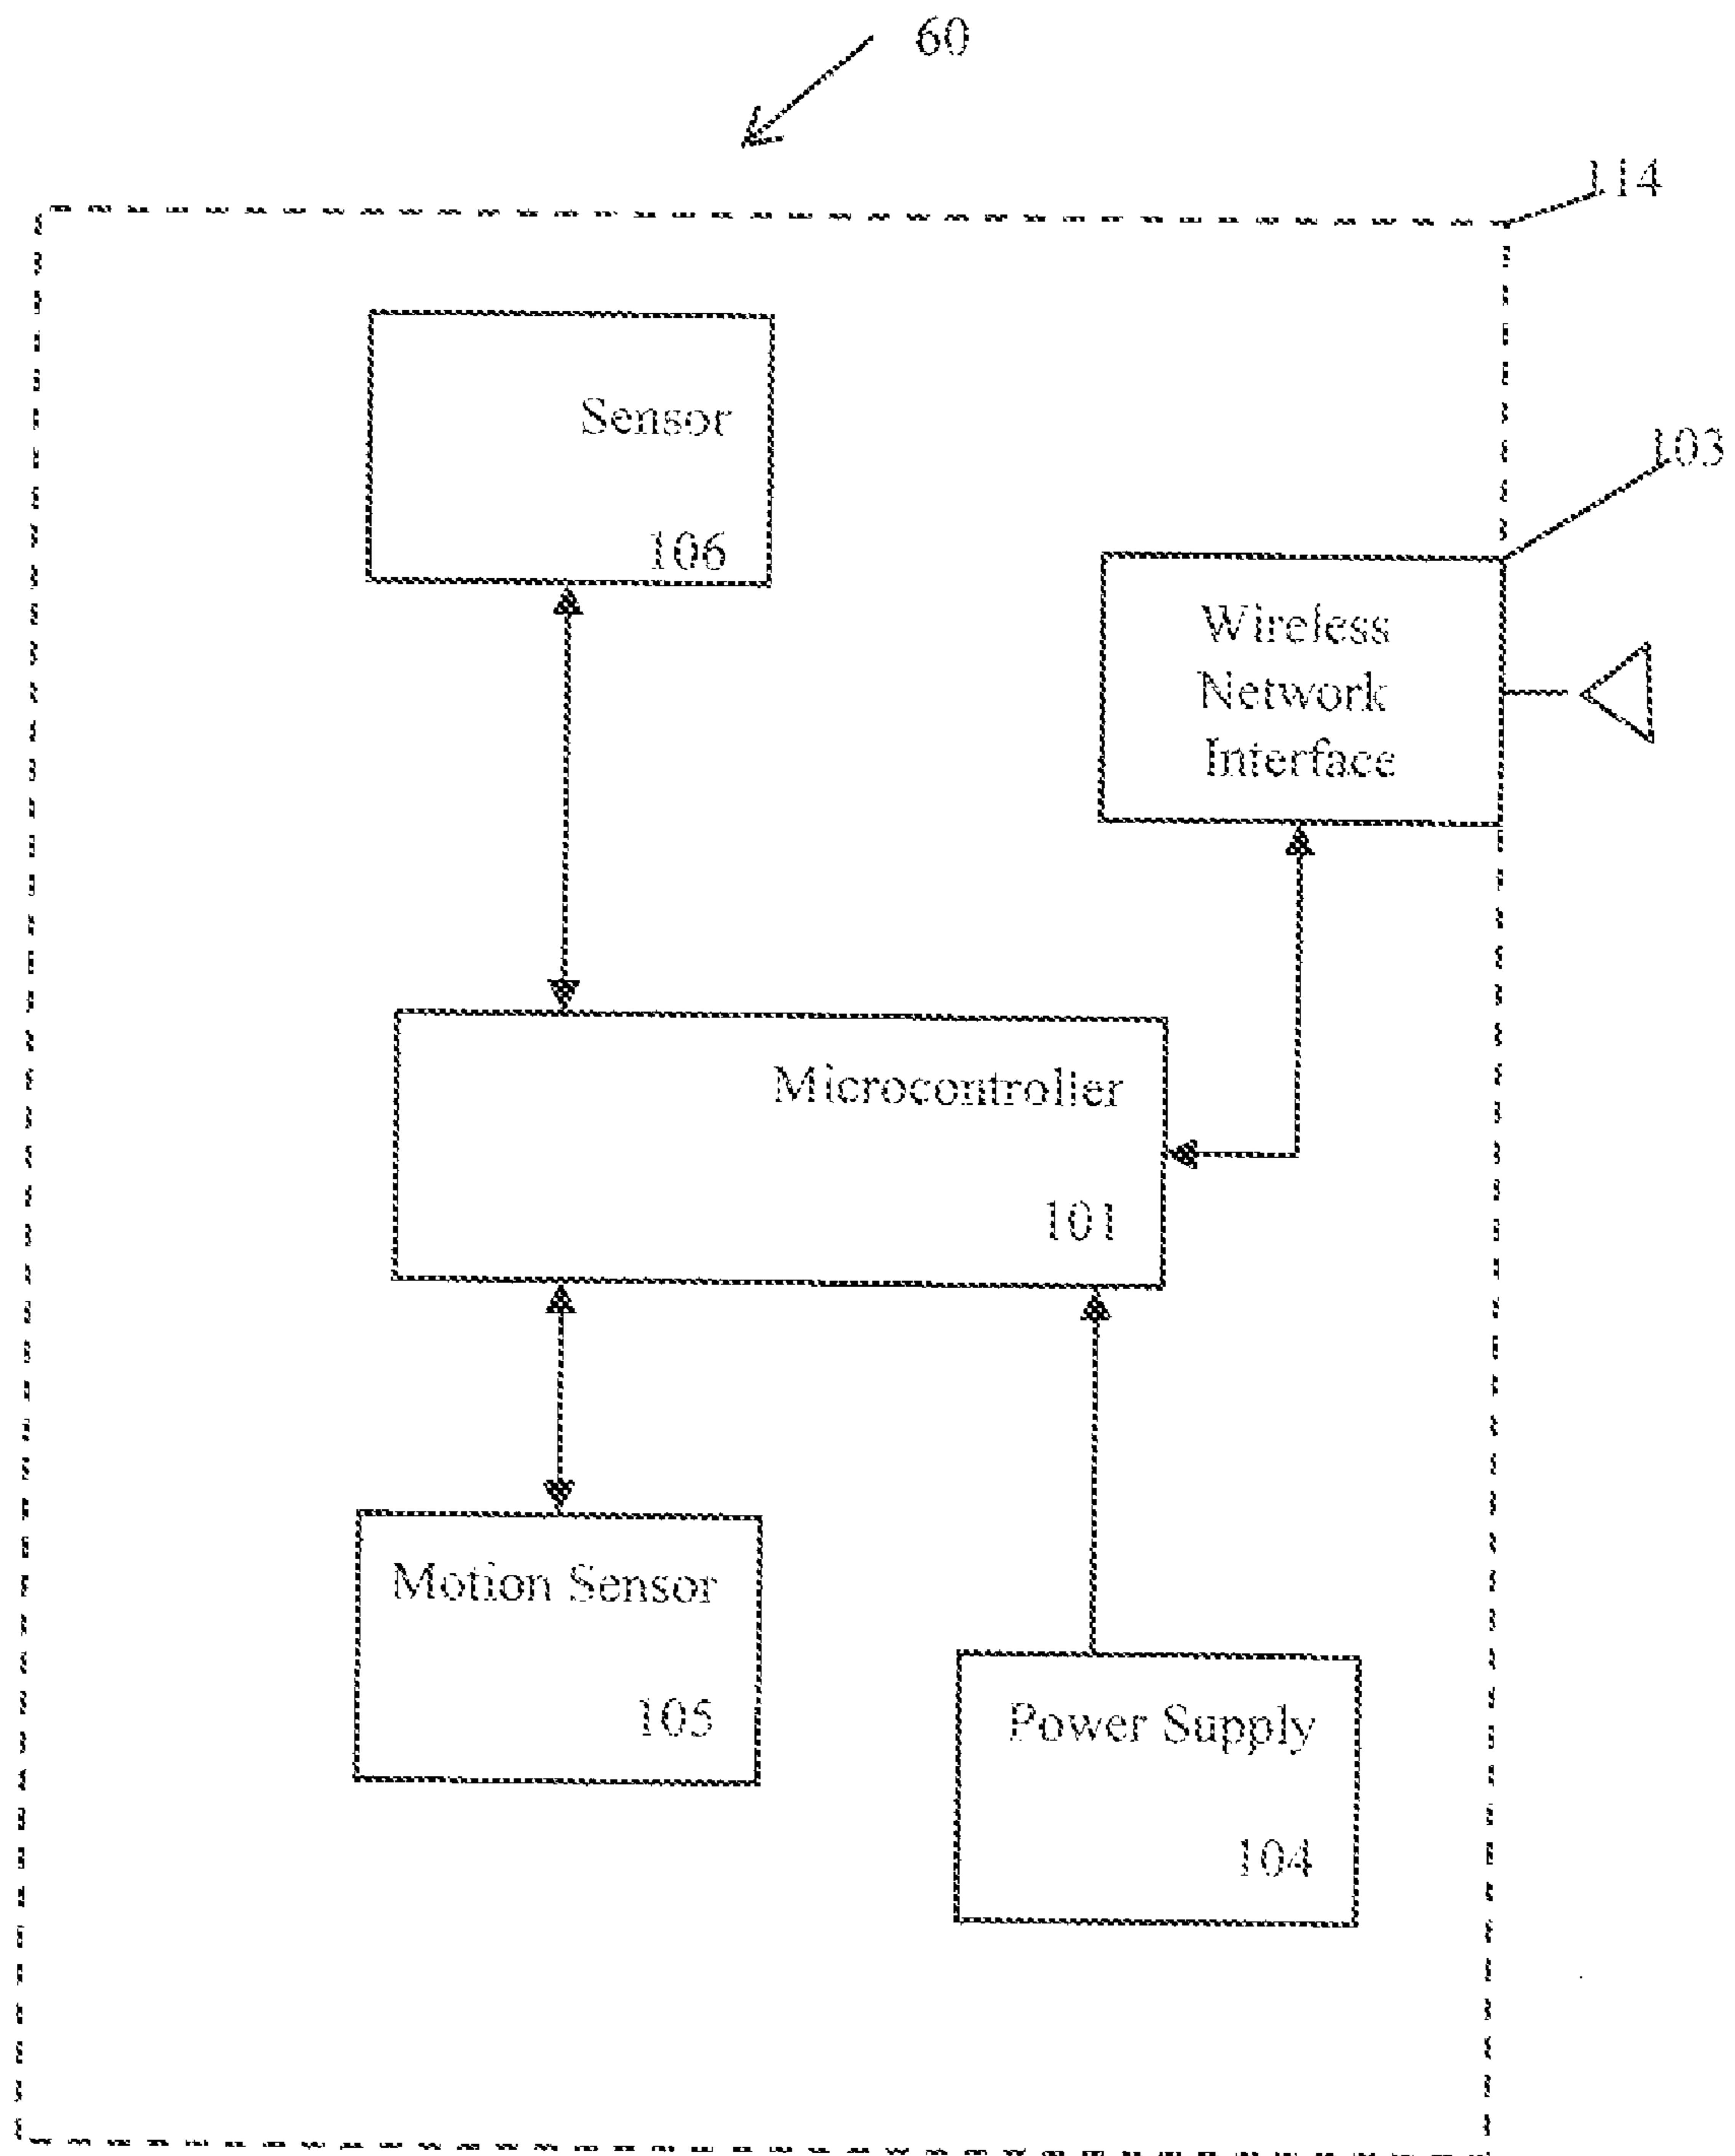 60
114
Sensor
106
103
Wireless
Network
Interface
Microcontroller
101
Motion Sensor
105
Power Supply
104